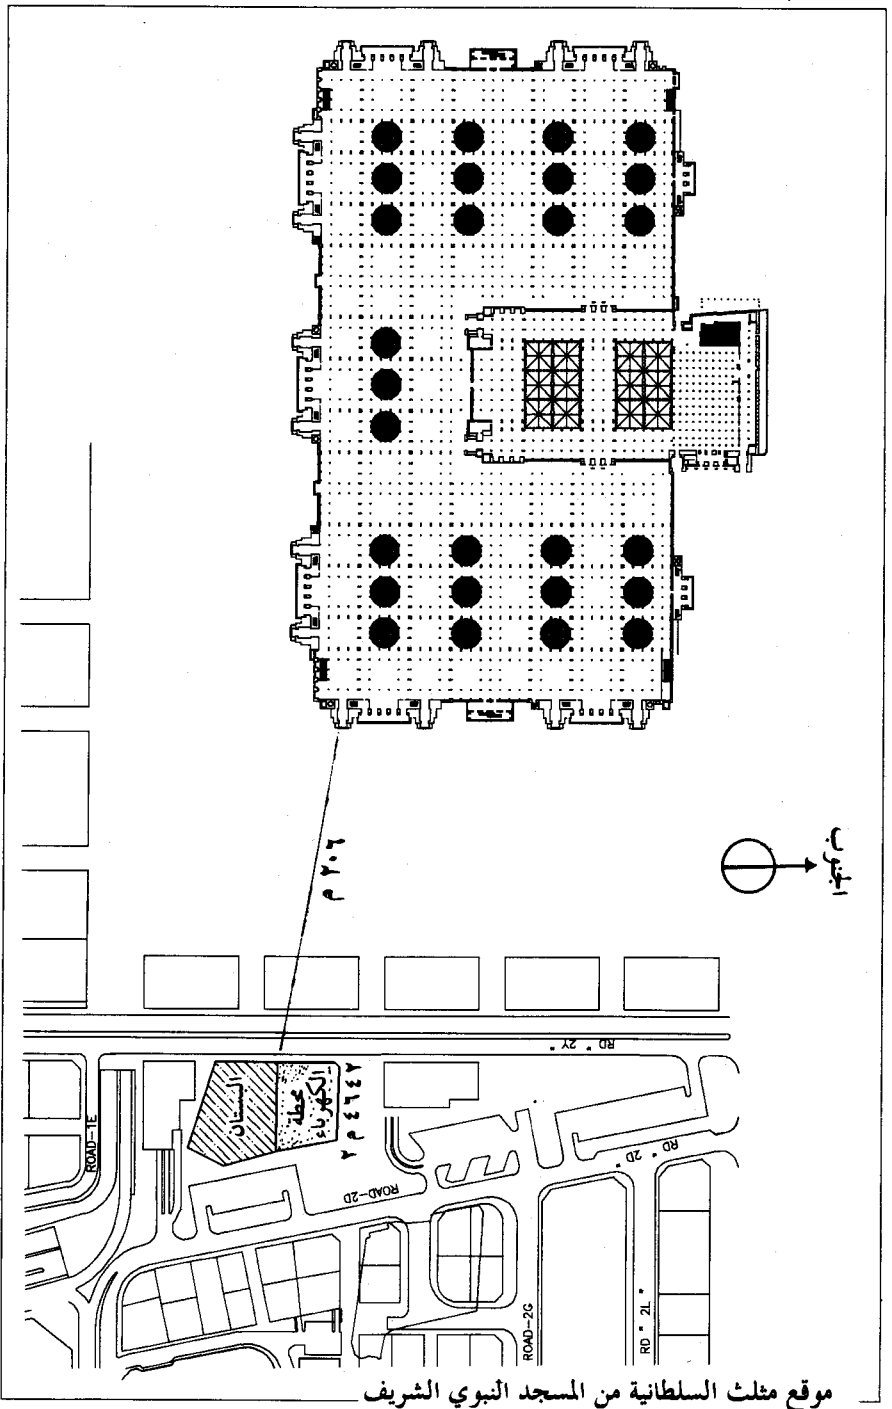 الجنوب
٢٠٦ م
RD " 2Y "
محطة
الكهرباء
البستان
٤٦٤٢ م٢
ROAD-1E
RD " 2D "
ROAD-2D
ROAD-2G
RD " 2L "
موقع مثلث السلطانية من المسجد النبوي الشريف